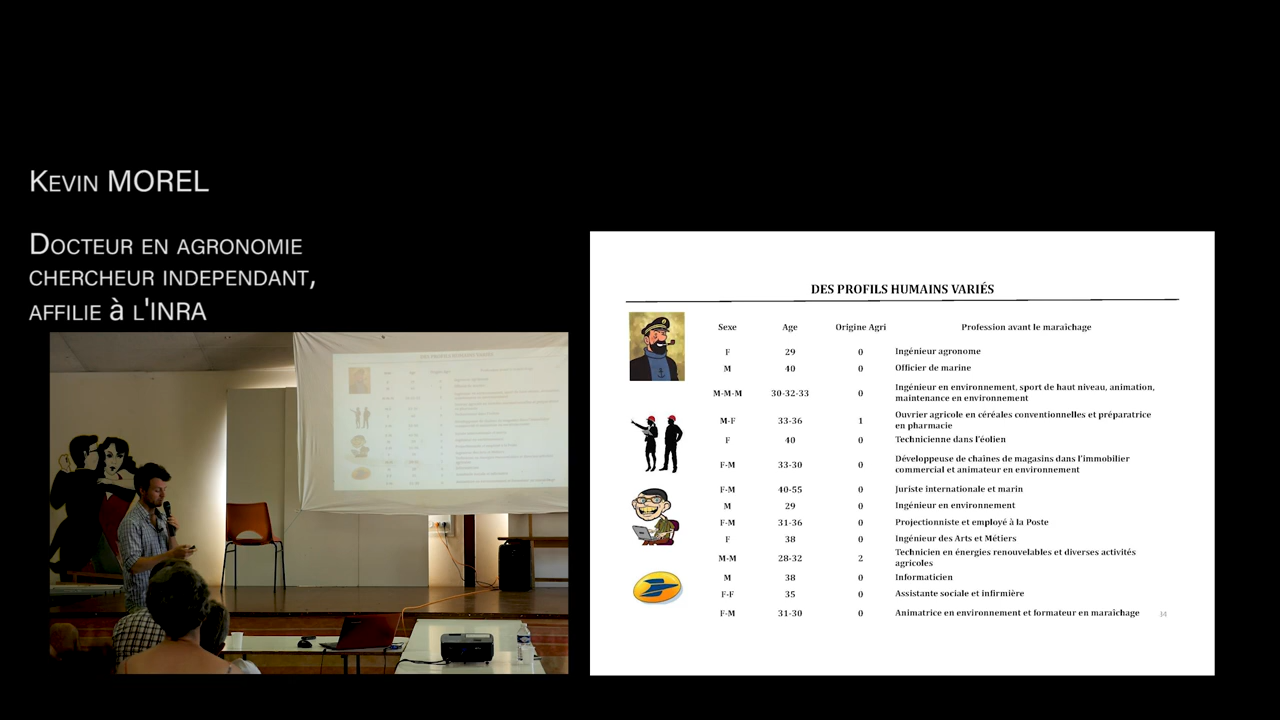 KEVIN MOREL
DOCTEUR EN AGRONOMIE
CHERCHEUR INDEPENDANT,
AFFILIE à L'INRA
DES PROFILS HUMAINS VARIÉS
Sexe Age Origine Agri Profession avant le maraîchage
F 29 0 Ingénieur agronome
M 40 0 Officier de marine
M-M-M 30-32-33 0 Ingénieur en environnement, sport de haut niveau, animation,
maintenance en environnement
M-F 33-36 1 Ouvrier agricole en céréales conventionnelles et préparatrice
en pharmacie
F 40 0 Technicienne dans l'éolien
F-M 33-30 0 Développeuse de chaînes de magasins dans l'immobilier
commercial et animateur en environnement
F-M 40-55 0 Juriste internationale et marin
M 29 0 Ingénieur en environnement
F-M 31-36 0 Projectionniste et employé à la Poste
F 38 0 Ingénieur des Arts et Métiers
M-M 28-32 2 Technicien en énergies renouvelables et diverses activités
agricoles
M 38 0 Informaticien
F-F 35 0 Assistante sociale et infirmière
F-M 31-30 0 Animatrice en environnement et formateur en maraîchage 34